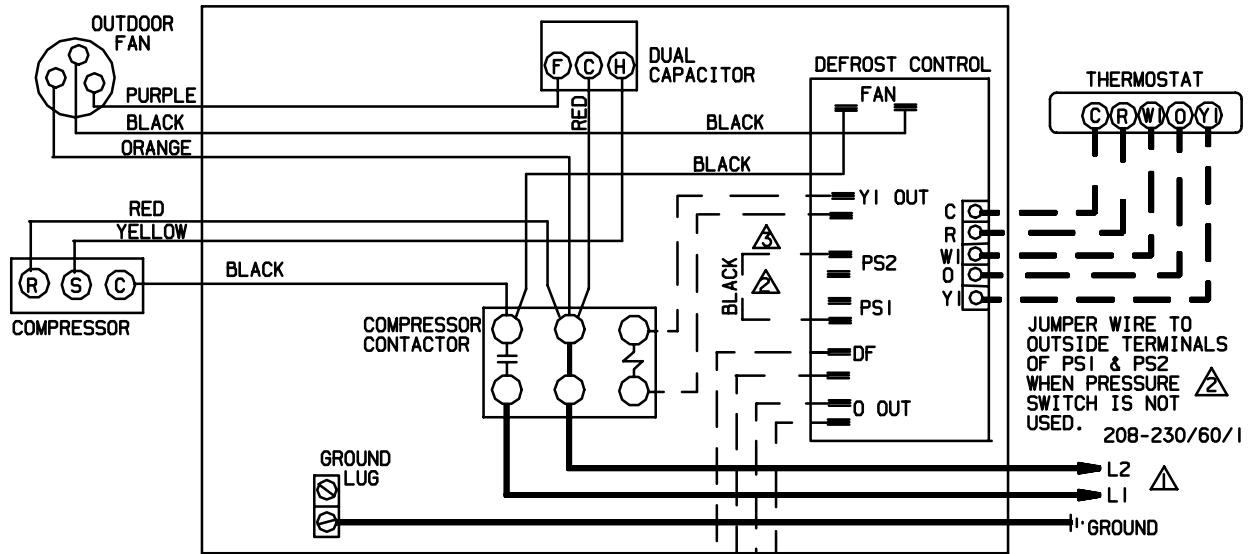 OUTDOOR
FAN
F C H
DUAL
CAPACITOR
DEFROST CONTROL
THERMOSTAT
PURPLE
RED
FAN
C R W1 O Y1
BLACK
BLACK
ORANGE
BLACK
Y1 OUT
C
R
W1
O
Y1
RED
YELLOW
3
BLACK
2
PS2
PS1
R S C
BLACK
COMPRESSOR
COMPRESSOR
CONTACTOR
DF
O OUT
JUMPER WIRE TO
OUTSIDE TERMINALS
OF PS1 & PS2
WHEN PRESSURE
SWITCH IS NOT
USED.
2
208-230/60/1
GROUND
LUG
L2
L1
1
GROUND